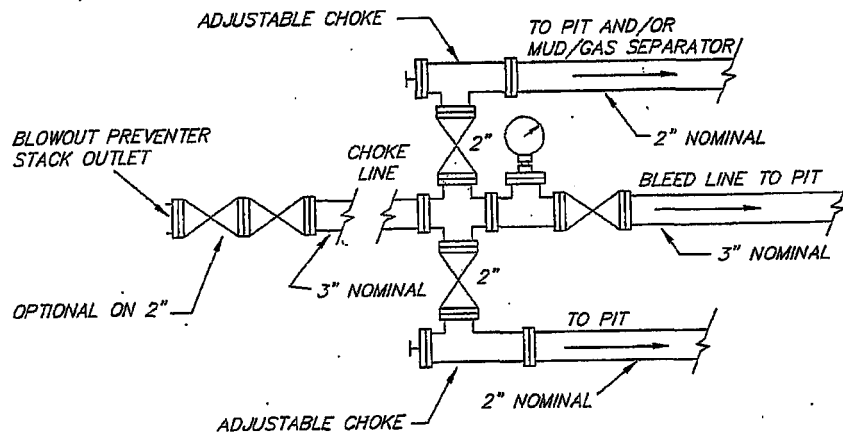 ADJUSTABLE CHOKE
TO PIT AND/OR
MUD/GAS SEPARATOR
2" NOMINAL
BLOWOUT PREVENTER
STACK OUTLET
2"
CHOKE
LINE
BLEED LINE TO PIT
3" NOMINAL
3" NOMINAL
OPTIONAL ON 2"
2"
TO PIT
2" NOMINAL
ADJUSTABLE CHOKE